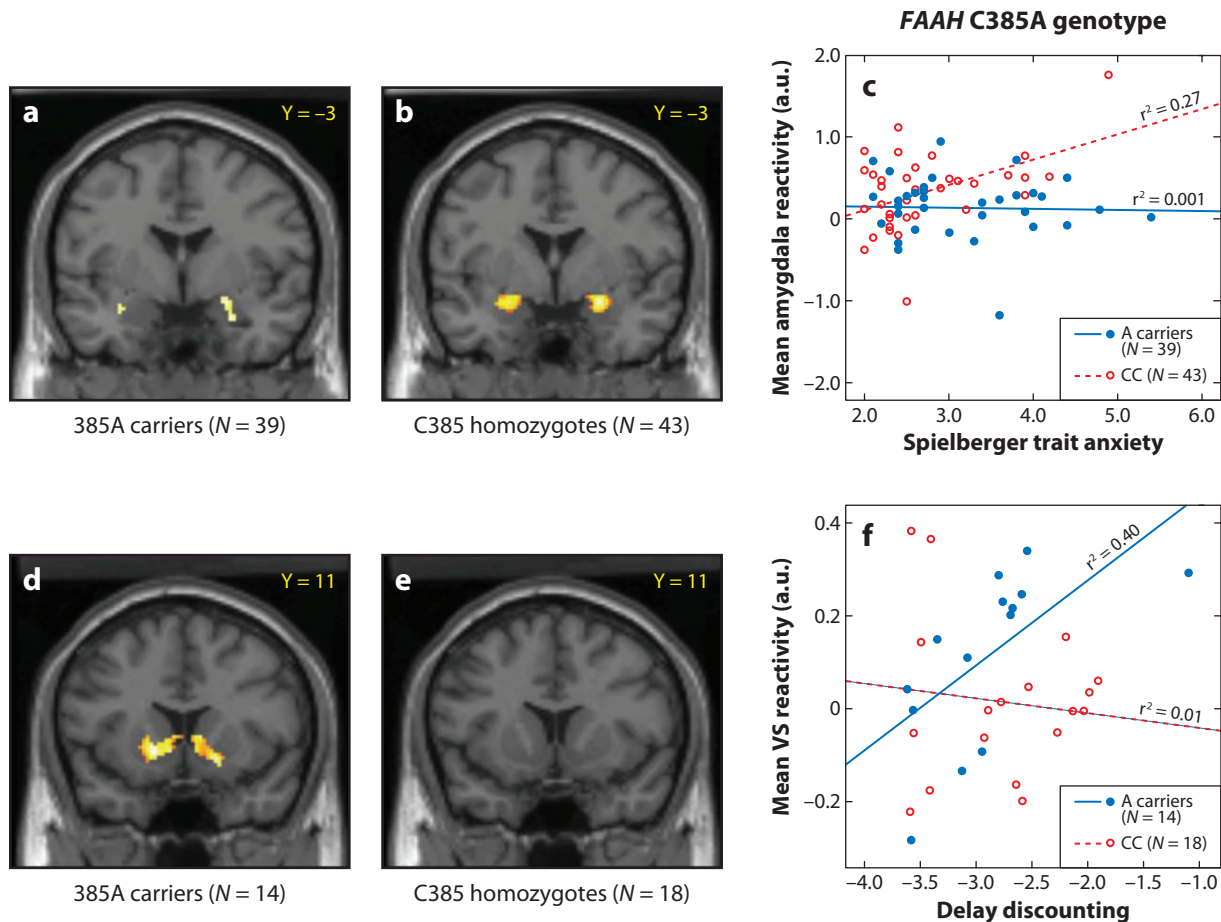 FAAH C385A genotype
a
Y = –3
385A carriers (N = 39)
b
Y = –3
C385 homozygotes (N = 43)
c
Mean amygdala reactivity (a.u.)
2.0
1.0
0
–1.0
–2.0
r² = 0.27
r² = 0.001
A carriers
(N = 39)
CC (N = 43)
2.0 3.0 4.0 5.0 6.0
Spielberger trait anxiety
d
Y = 11
385A carriers (N = 14)
e
Y = 11
C385 homozygotes (N = 18)
f
Mean VS reactivity (a.u.)
0.4
0.2
0
–0.2
r² = 0.40
r² = 0.01
A carriers
(N = 14)
CC (N = 18)
–4.0 –3.5 –3.0 –2.5 –2.0 –1.5 –1.0
Delay discounting